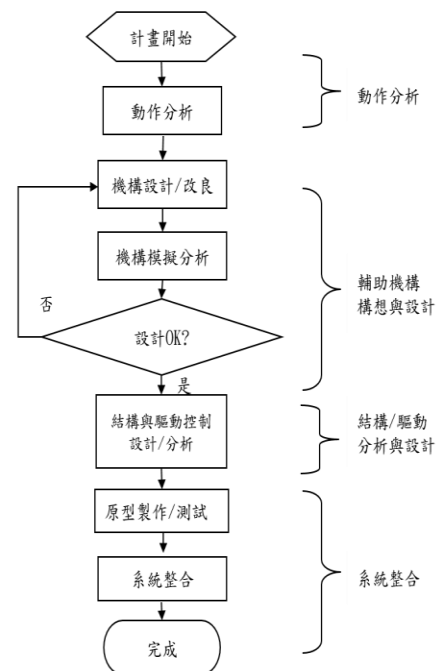 計畫開始
動作分析
動作分析
機構設計/改良
機構模擬分析
輔助機構
構想與設計
否
設計OK?
是
結構與驅動控制
設計/分析
結構/驅動
分析與設計
原型製作/測試
系統整合
系統整合
完成